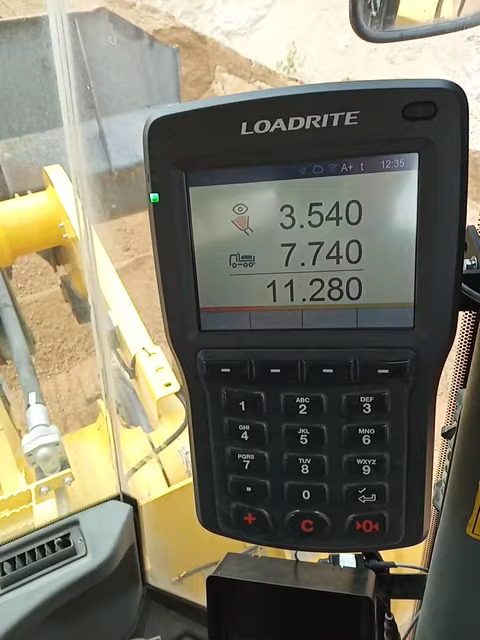 LOADRITE
A+ t 12:35
3.540
7.740
11.280
1 ABC 2 DEF 3
GHI 4 JKL 5 MNO 6
PQRS 7 TUV 8 WXYZ 9
. 0
+ C 0